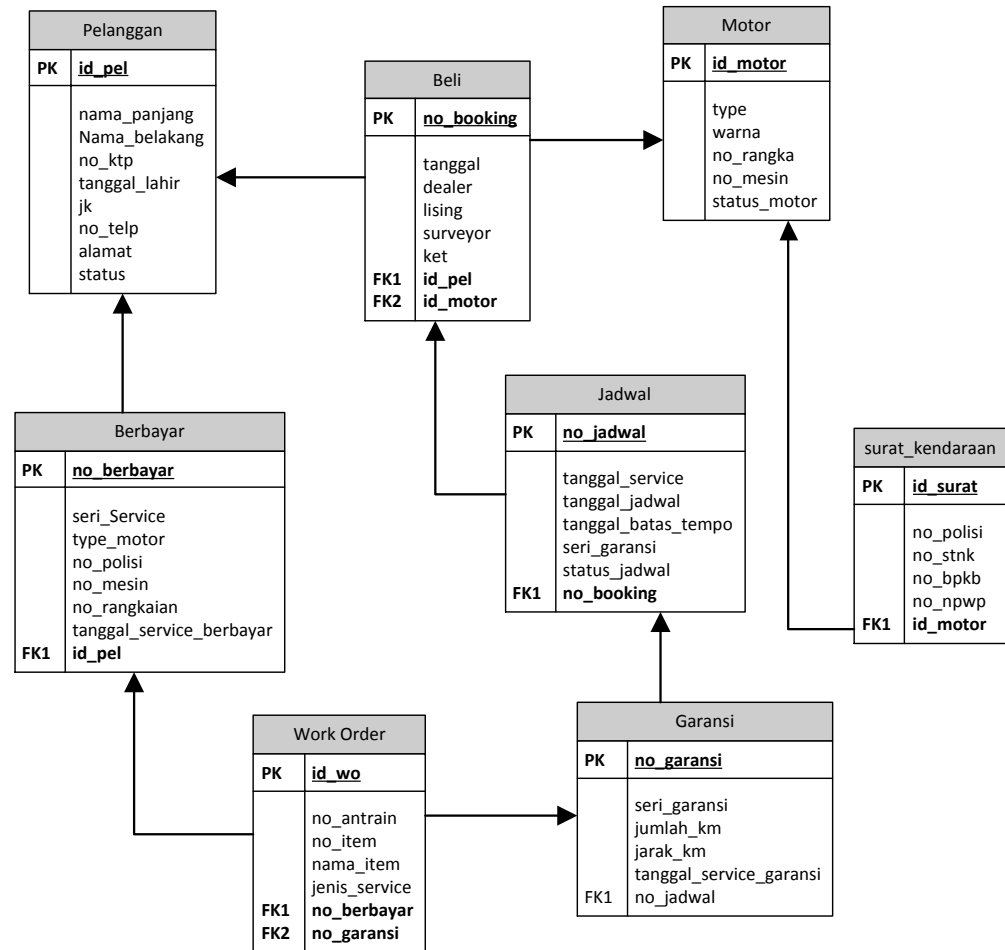 Pelanggan
PK id_pel
nama_panjang
Nama_belakang
no_ktp
tanggal_lahir
jk
no_telp
alamat
status
Beli
PK no_booking
tanggal
dealer
lising
surveyor
ket
FK1 id_pel
FK2 id_motor
Motor
PK id_motor
type
warna
no_rangka
no_mesin
status_motor
Berbayar
PK no_berbayar
seri_Service
type_motor
no_polisi
no_mesin
no_rangkaian
tanggal_service_berbayar
FK1 id_pel
Jadwal
PK no_jadwal
tanggal_service
tanggal_jadwal
tanggal_batas_tempo
seri_garansi
status_jadwal
FK1 no_booking
surat_kendaraan
PK id_surat
no_polisi
no_stnk
no_bpkb
no_npwp
FK1 id_motor
Work Order
PK id_wo
no_antrain
no_item
nama_item
jenis_service
FK1 no_berbayar
FK2 no_garansi
Garansi
PK no_garansi
seri_garansi
jumlah_km
jarak_km
tanggal_service_garansi
FK1 no_jadwal